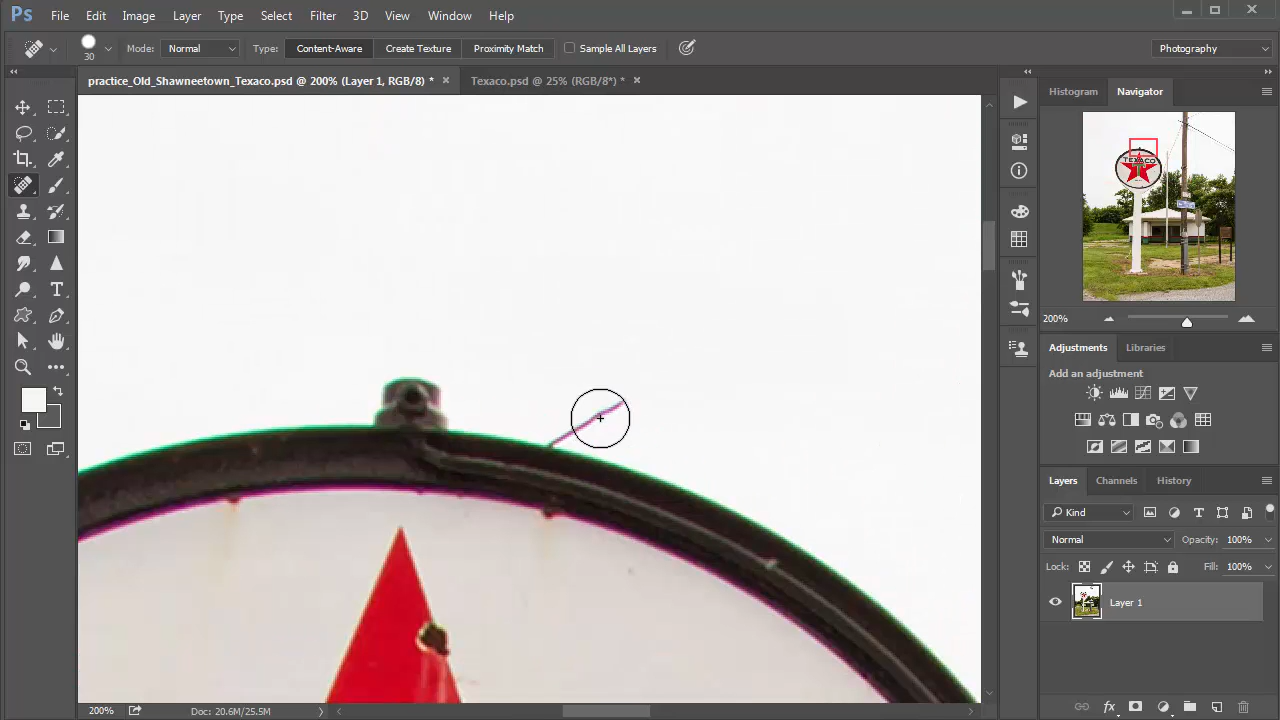 Ps File Edit Image Layer Type Select Filter 3D View Window Help
30 Mode: Normal Type: Content-Aware Create Texture Proximity Match Sample All Layers Photography
practice_Old_Shawneetown_Texaco.psd @ 200% (Layer 1, RGB/8) * Texaco.psd @ 25% (RGB/8*) *
Histogram Navigator
TEXACO
200%
Adjustments Libraries
Add an adjustment
Layers Channels Paths
Kind
Normal Opacity: 100%
Lock: Fill: 100%
Layer 1
200% Doc: 20.6M/25.5M